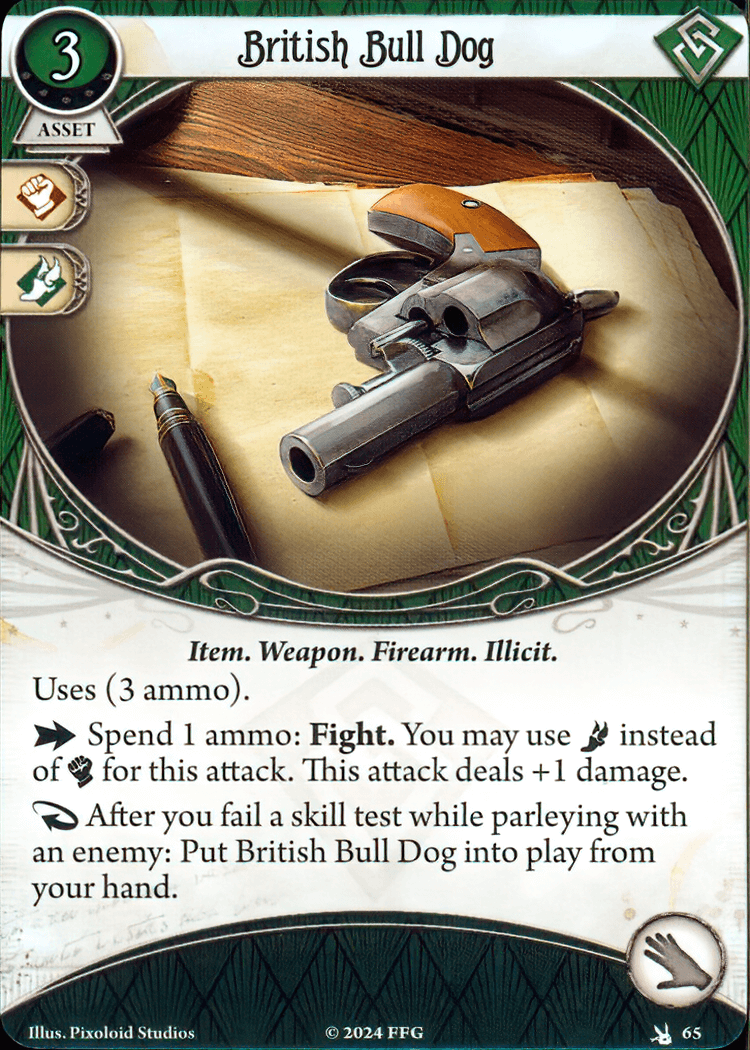 3
British Bull Dog
ASSET
Item. Weapon. Firearm. Illicit.
Uses (3 ammo).
Spend 1 ammo: Fight. You may use instead
of for this attack. This attack deals +1 damage.
After you fail a skill test while parleying with
an enemy: Put British Bull Dog into play from
your hand.
Illus. Pixoloid Studios
© 2024 FFG
65